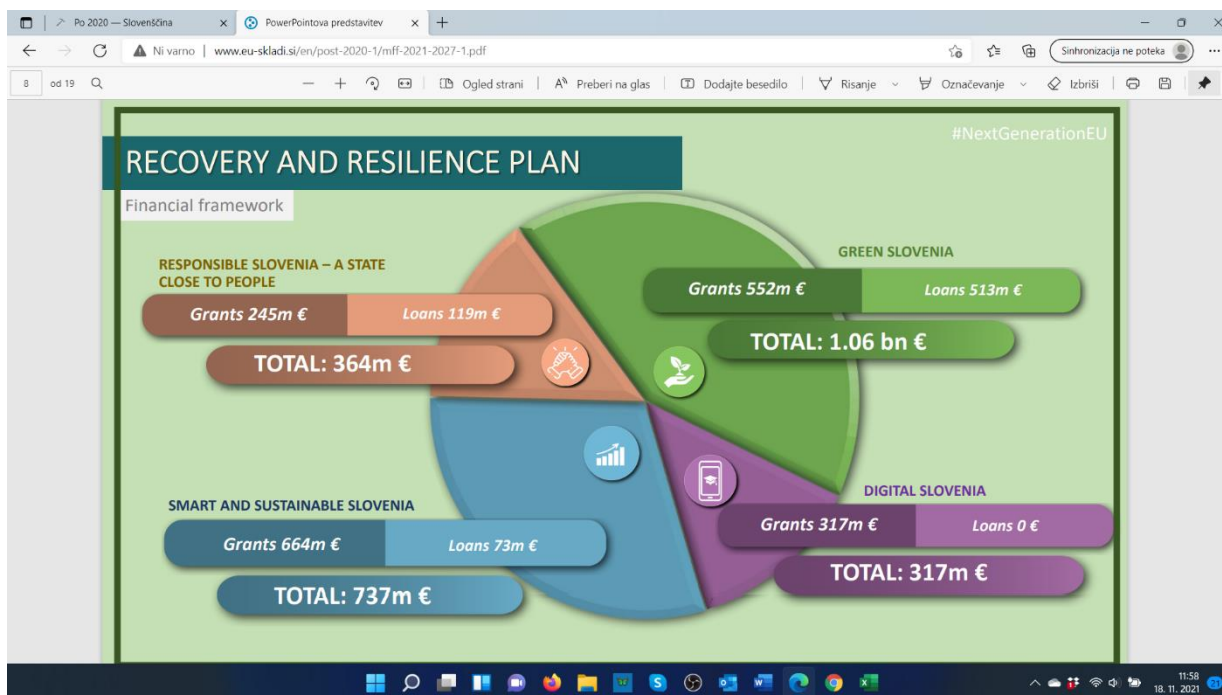 Po 2020 — Slovenščina
PowerPointova predstavitev
Ni varno | www.eu-skladi.si/en/post-2020-1/mff-2021-2027-1.pdf
Sinhronizacija ne poteka
8 od 19
Ogled strani
Preberi na glas
Dodajte besedilo
Risanje
Označevanje
Izbriši
#NextGenerationEU
RECOVERY AND RESILIENCE PLAN
Financial framework
RESPONSIBLE SLOVENIA – A STATE
CLOSE TO PEOPLE
Grants 245m € Loans 119m €
TOTAL: 364m €
GREEN SLOVENIA
Grants 552m € Loans 513m €
TOTAL: 1.06 bn €
SMART AND SUSTAINABLE SLOVENIA
Grants 664m € Loans 73m €
TOTAL: 737m €
DIGITAL SLOVENIA
Grants 317m € Loans 0 €
TOTAL: 317m €
11:58
18. 11. 2021